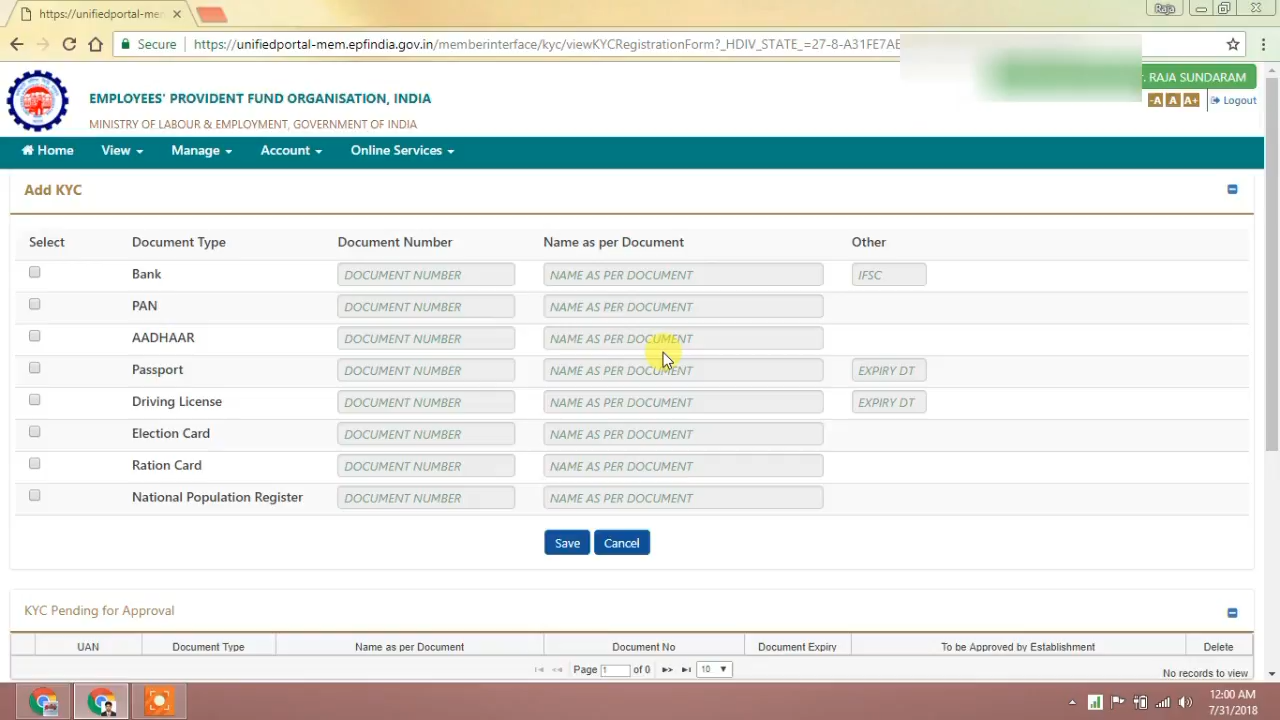 https://unifiedportal-mem
Raja
Secure https://unifiedportal-mem.epfindia.gov.in/memberinterface/kyc/viewKYCRegistrationForm?_HDIV_STATE_=27-8-A31FE7AE
RAJA SUNDARAM
EMPLOYEES' PROVIDENT FUND ORGANISATION, INDIA
-A A A+ Logout
MINISTRY OF LABOUR & EMPLOYMENT, GOVERNMENT OF INDIA
Home View Manage Account Online Services
Add KYC
Select Document Type Document Number Name as per Document Other
Bank DOCUMENT NUMBER NAME AS PER DOCUMENT IFSC
PAN DOCUMENT NUMBER NAME AS PER DOCUMENT
AADHAAR DOCUMENT NUMBER NAME AS PER DOCUMENT
Passport DOCUMENT NUMBER NAME AS PER DOCUMENT EXPIRY DT
Driving License DOCUMENT NUMBER NAME AS PER DOCUMENT EXPIRY DT
Election Card DOCUMENT NUMBER NAME AS PER DOCUMENT
Ration Card DOCUMENT NUMBER NAME AS PER DOCUMENT
National Population Register DOCUMENT NUMBER NAME AS PER DOCUMENT
Save Cancel
KYC Pending for Approval
UAN Document Type Name as per Document Document No Document Expiry To be Approved by Establishment Delete
Page 1 of 0 10
No records to view
12:00 AM
7/31/2018